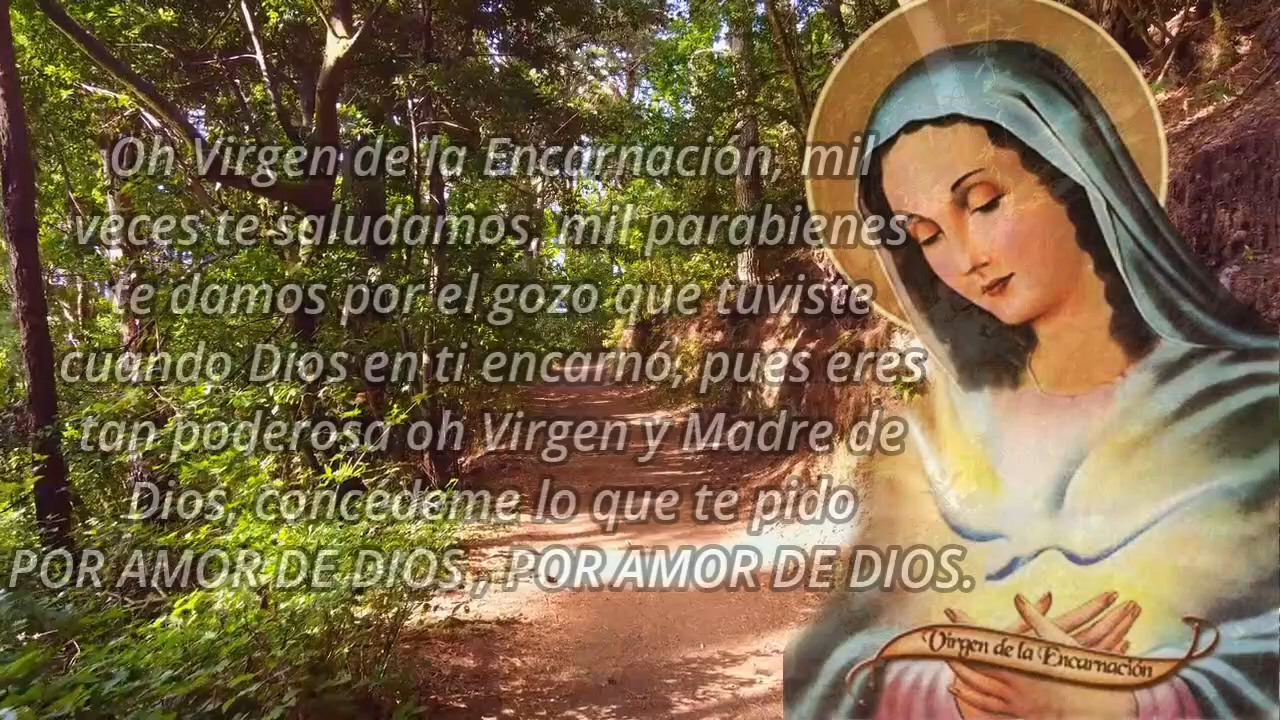 Oh Virgen de la Encarnación, mil
veces te saludamos, mil parabienes
te damos por el gozo que tuviste
cuando Dios en ti encarnó, pues eres
tan poderosa oh Virgen y Madre de
Dios, concedeme lo que te pido
POR AMOR DE DIOS,, POR AMOR DE DIOS.
Virgen de la Encarnación